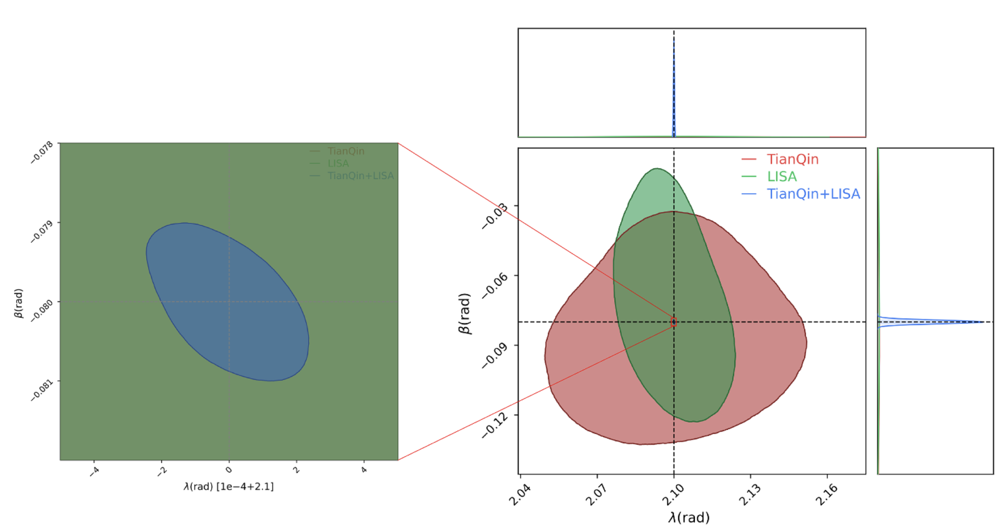 TianQin
LISA
TianQin+LISA
−0.078
−0.079
−0.080
−0.081
β(rad)
−4
−2
0
2
4
λ(rad) [1e−4+2.1]
TianQin
LISA
TianQin+LISA
−0.03
−0.06
−0.09
−0.12
β(rad)
2.04
2.07
2.10
2.13
2.16
λ(rad)